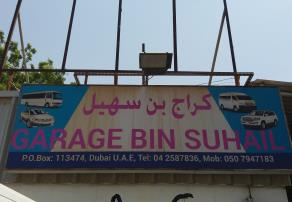 كراج بن سهيل
GARAGE BIN SUHAIL
P.O.Box: 113474, Dubai U.A.E, Tel: 04 2587836, Mob: 050 7947183